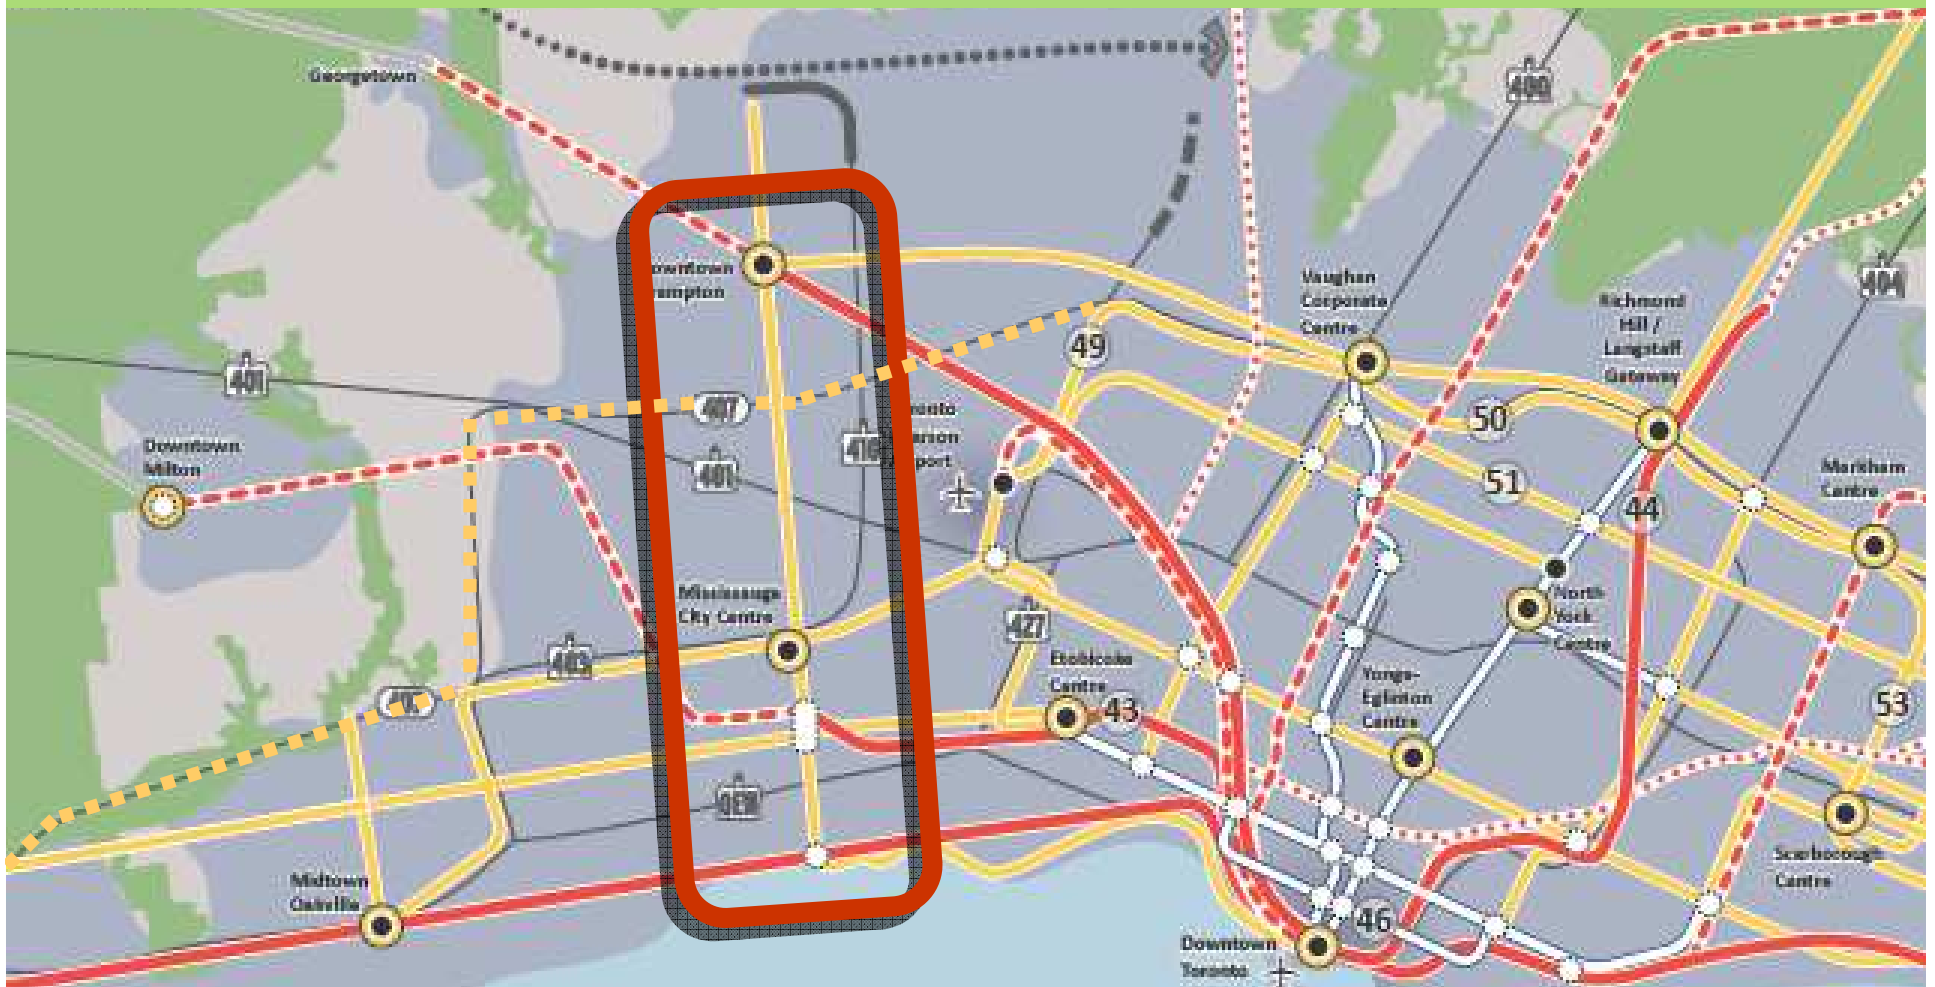 Georgetown
400
Vaughan
Corporate
Centre
Richmond
Hill /
Langstaff
Gateway
404
owntown
rampton
49
401
407
ronto
arson
port
410
401
50
51
44
Downtown
Milton
Markham
Centre
Mississauga
City Centre
403
427
Etobicoke
Centre
43
North
York
Centre
Yonge-
Eglinton
Centre
53
QEW
Midtown
Oakville
46
Downtown
Toronto
Scarborough
Centre